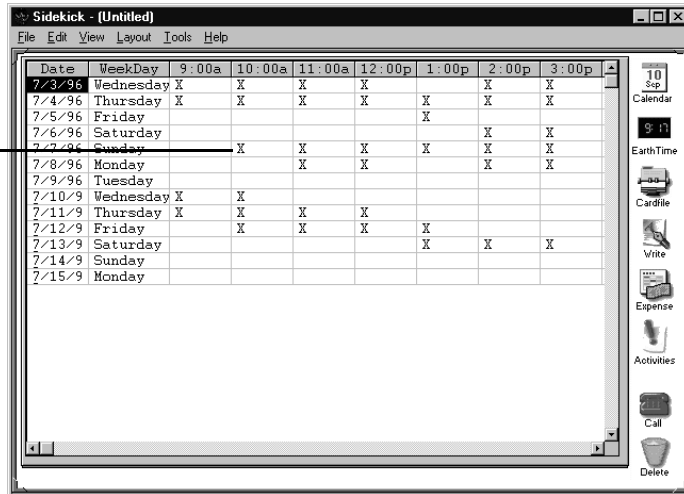 Sidekick - (Untitled)
File Edit View Layout Tools Help
Date WeekDay 9:00a 10:00a 11:00a 12:00p 1:00p 2:00p 3:00p
7/3/96 Wednesday X X X X X X
7/4/96 Thursday X X X X X X X
7/5/96 Friday X
7/6/96 Saturday X X
7/7/96 Sunday X X X X X X
7/8/96 Monday X X X X
7/9/96 Tuesday
7/10/9 Wednesday X X
7/11/9 Thursday X X X X
7/12/9 Friday X X X X
7/13/9 Saturday X X X
7/14/9 Sunday
7/15/9 Monday
10
Sep
Calendar
9:17
EarthTime
Cardfile
Write
Expense
Activities
Call
Delete